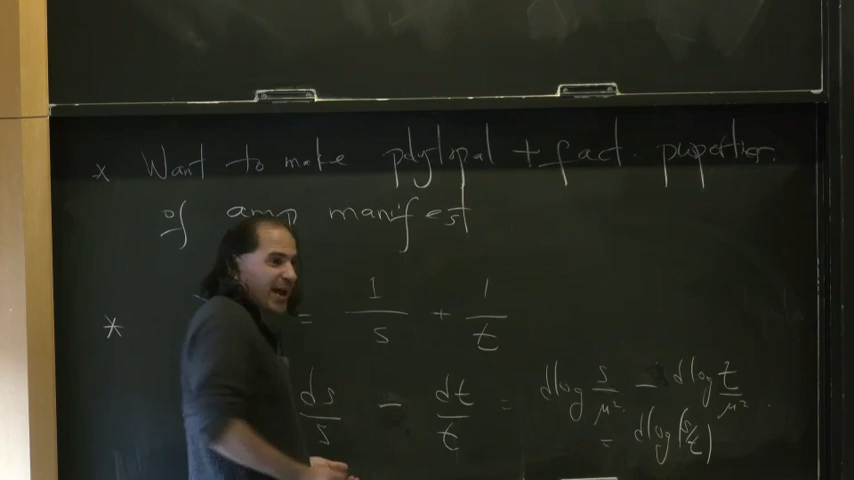 × Want to make polytopal + fact. properties
of amp manifest
* = 1/s + 1/t
ds/s - dt/t = dlog s/μ² - dlog t/μ²
= dlog(s/t)